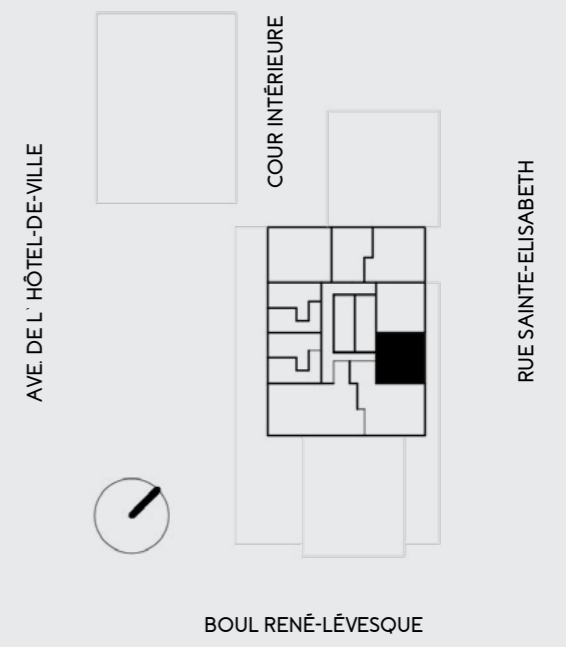 COUR INTÉRIEURE
AVE. DE L` HÔTEL-DE-VILLE
RUE SAINTE-ELISABETH
BOUL RENÉ-LÉVESQUE